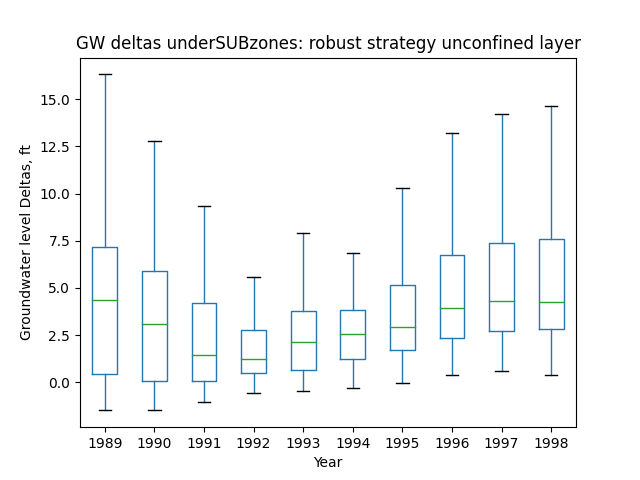 GW deltas underSUBzones: robust strategy unconfined layer
Groundwater level Deltas, ft
15.0
12.5
10.0
7.5
5.0
2.5
0.0
1989 1990 1991 1992 1993 1994 1995 1996 1997 1998
Year